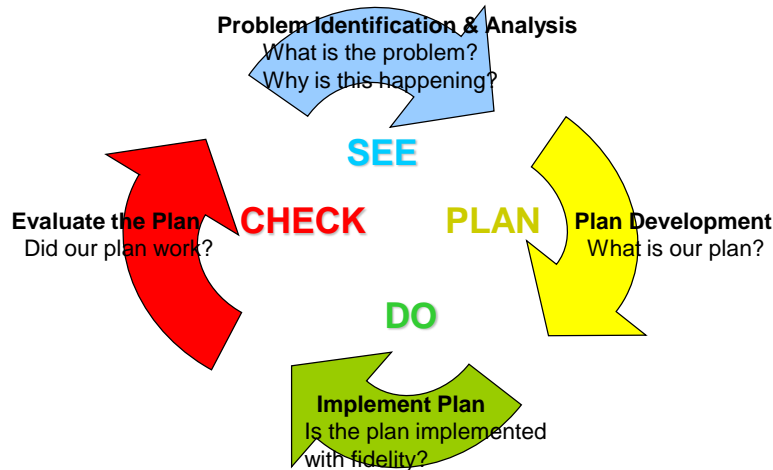 Problem Identification & Analysis
What is the problem?
Why is this happening?
SEE
Evaluate the Plan
Did our plan work?
CHECK
PLAN
Plan Development
What is our plan?
DO
Implement Plan
Is the plan implemented
with fidelity?